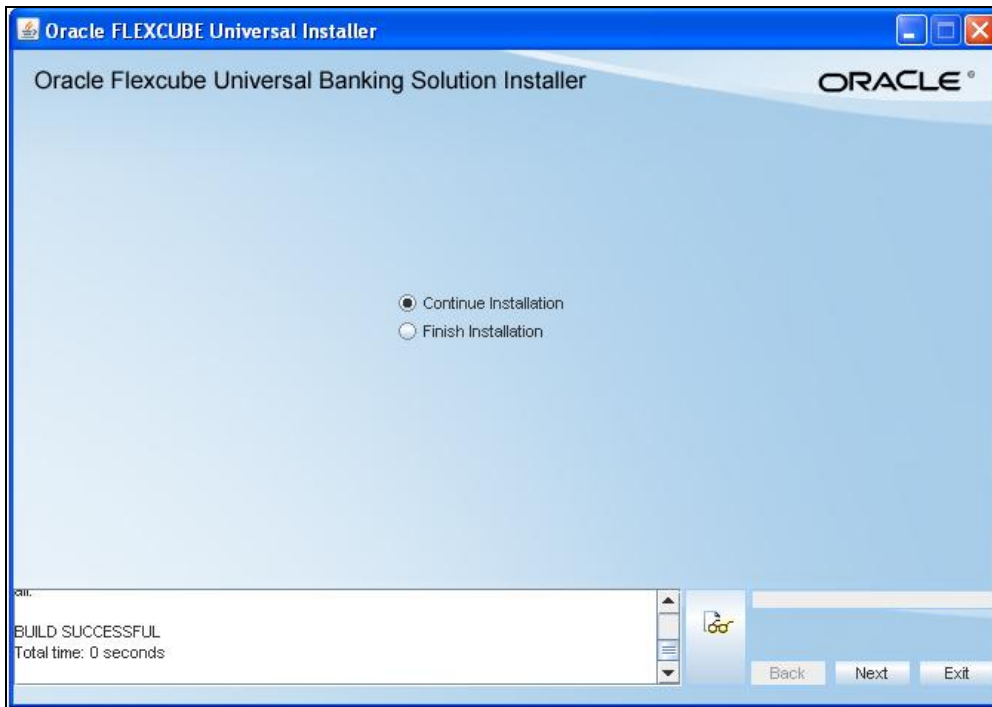 Oracle FLEXCUBE Universal Installer
Oracle Flexcube Universal Banking Solution Installer
ORACLE®
Continue Installation
Finish Installation
all:
BUILD SUCCESSFUL
Total time: 0 seconds
Back
Next
Exit